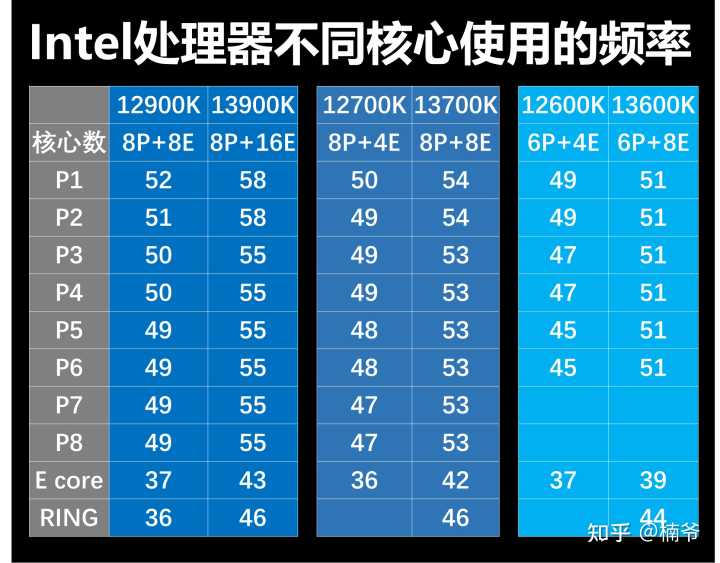 Intel处理器不同核心使用的频率
12900K 13900K 12700K 13700K 12600K 13600K
核心数 8P+8E 8P+16E 8P+4E 8P+8E 6P+4E 6P+8E
P1 52 58 50 54 49 51
P2 51 58 49 54 49 51
P3 50 55 49 53 47 51
P4 50 55 49 53 47 51
P5 49 55 48 53 45 51
P6 49 55 48 53 45 51
P7 49 55 47 53
P8 49 55 47 53
E core 37 43 36 42 37 39
RING 36 46 46 44
知乎 @楠爷